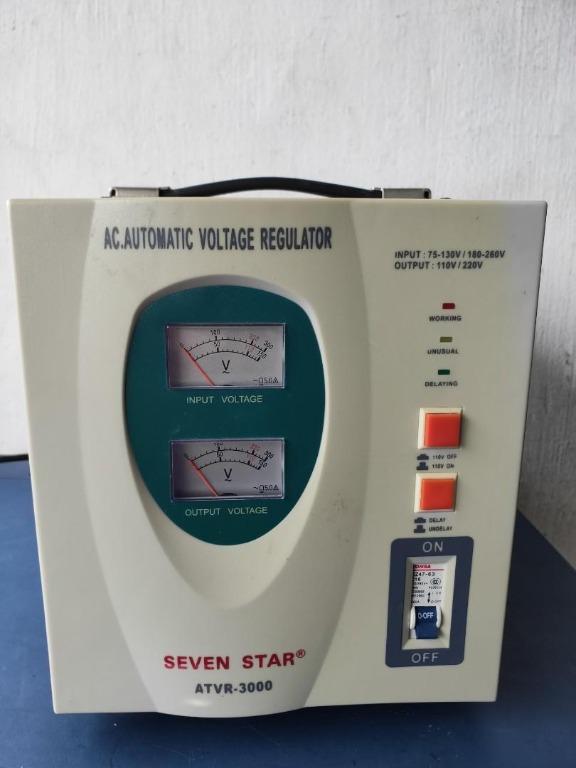 AC.AUTOMATIC VOLTAGE REGULATOR
INPUT : 75-130V / 180-260V
OUTPUT : 110V / 220V
WORKING
UNUSUAL
DELAYING
V
INPUT VOLTAGE
V
OUTPUT VOLTAGE
110V OFF
110V ON
DELAY
UNDELAY
ON
O-OFF
OFF
SEVEN STAR®
ATVR-3000